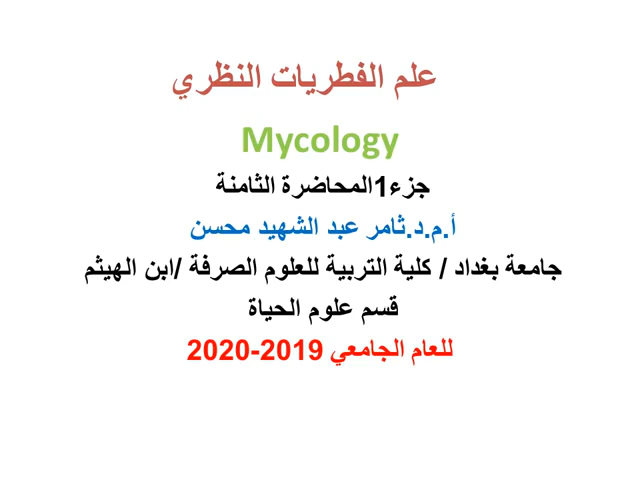 علم الفطريات النظري
Mycology
جزء1المحاضرة الثامنة
أ.م.د.ثامر عبد الشهيد محسن
جامعة بغداد / كلية التربية للعلوم الصرفة /ابن الهيثم
قسم علوم الحياة
للعام الجامعي 2019-2020